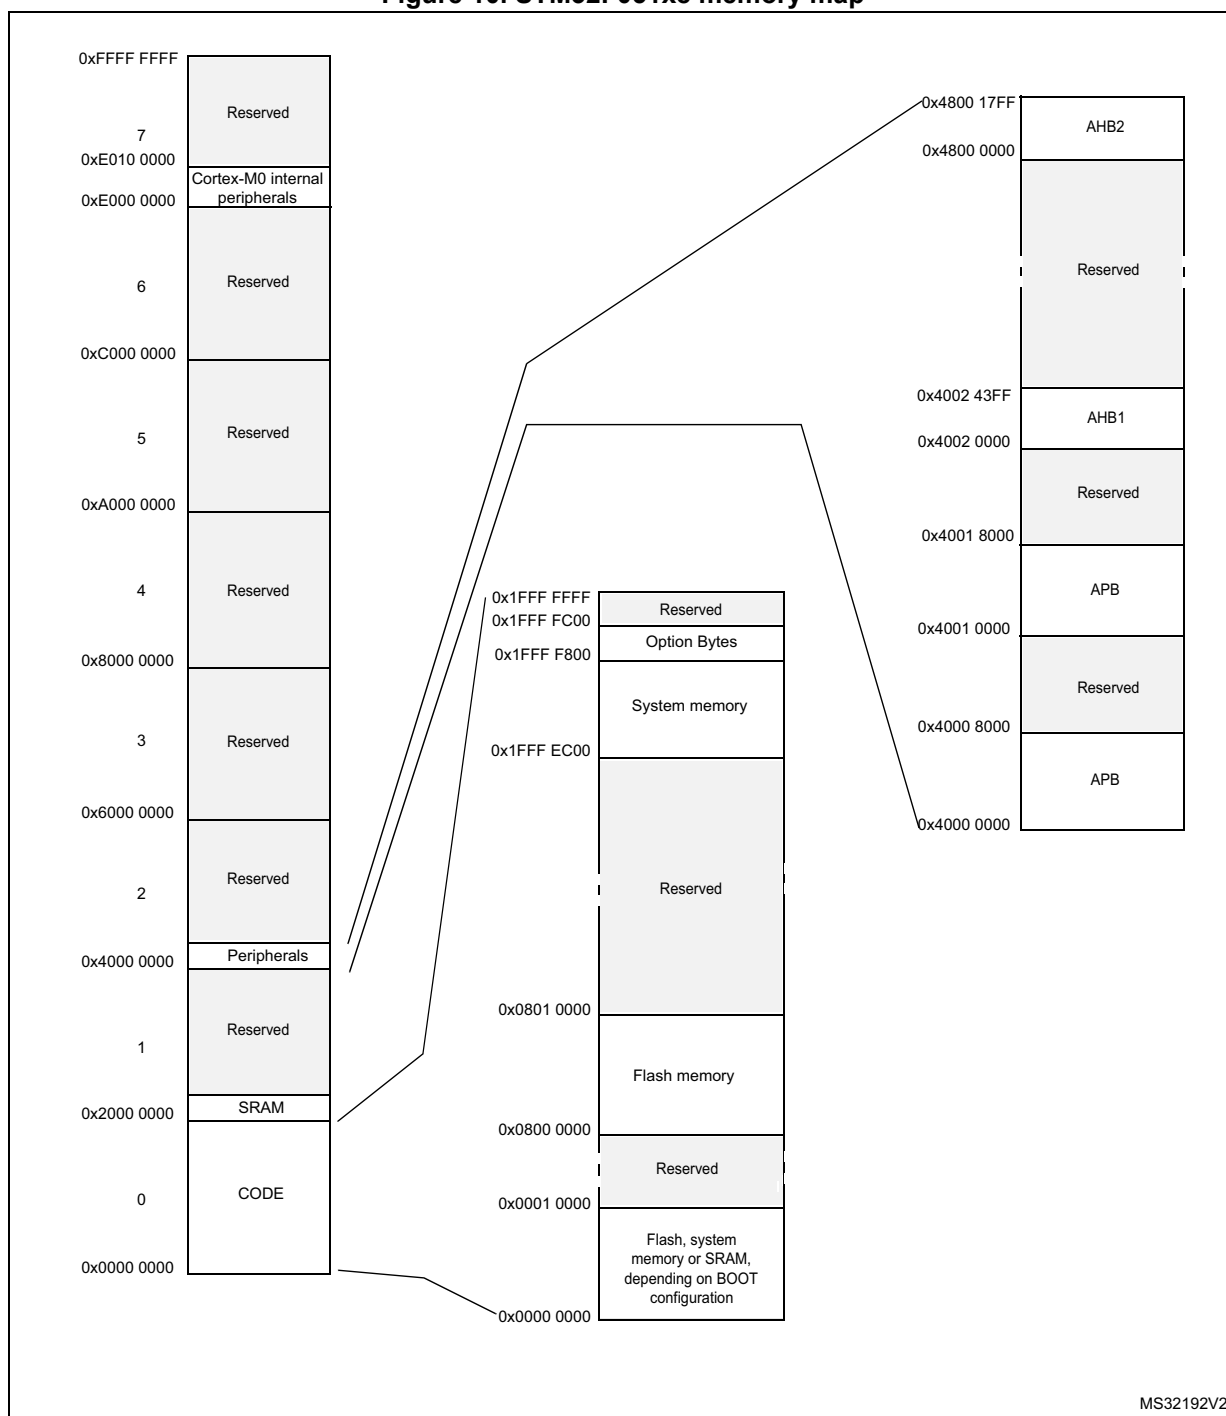 0xFFFF FFFF
Reserved
7
0xE010 0000
Cortex-M0 internal
peripherals
0xE000 0000
Reserved
6
0xC000 0000
Reserved
5
0xA000 0000
Reserved
4
0x8000 0000
Reserved
3
0x6000 0000
Reserved
2
Peripherals
0x4000 0000
Reserved
1
SRAM
0x2000 0000
CODE
0
0x0000 0000
0x1FFF FFFF
Reserved
0x1FFF FC00
Option Bytes
0x1FFF F800
System memory
0x1FFF EC00
Reserved
0x0801 0000
Flash memory
0x0800 0000
Reserved
0x0001 0000
Flash, system
memory or SRAM,
depending on BOOT
configuration
0x0000 0000
0x4800 17FF
AHB2
0x4800 0000
Reserved
0x4002 43FF
AHB1
0x4002 0000
Reserved
0x4001 8000
APB
0x4001 0000
Reserved
0x4000 8000
APB
0x4000 0000
MS32192V2